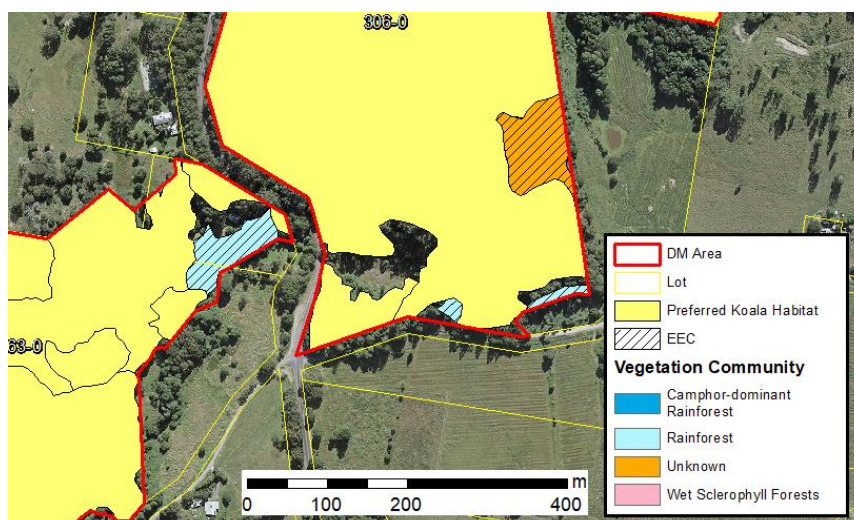 306-0
63-0
DM Area
Lot
Preferred Koala Habitat
EEC
Vegetation Community
Camphor-dominant
Rainforest
Rainforest
Unknown
Wet Sclerophyll Forests
m
0 100 200 400